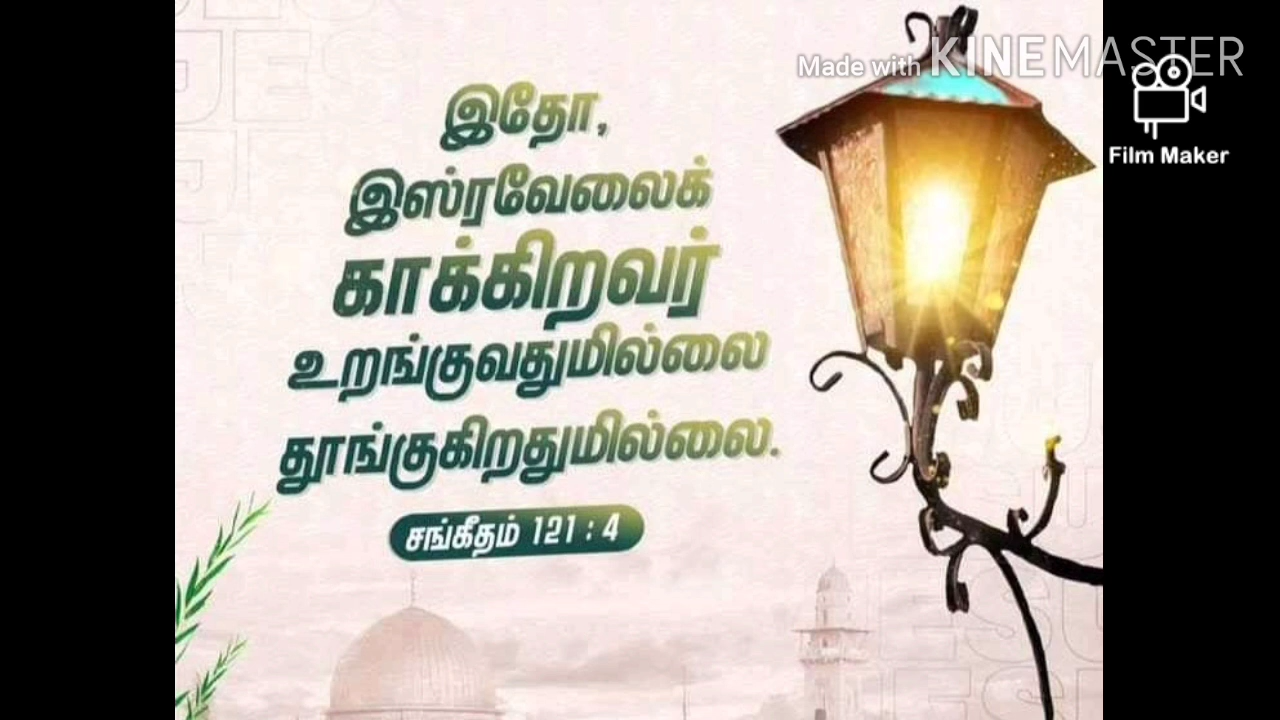 Made with KINEMASTER
Film Maker
இதோ,
இஸ்ரவேலைக்
காக்கிறவர்
உறங்குவதுமில்லை
தூங்குகிறதுமில்லை.
சங்கீதம் 121 : 4